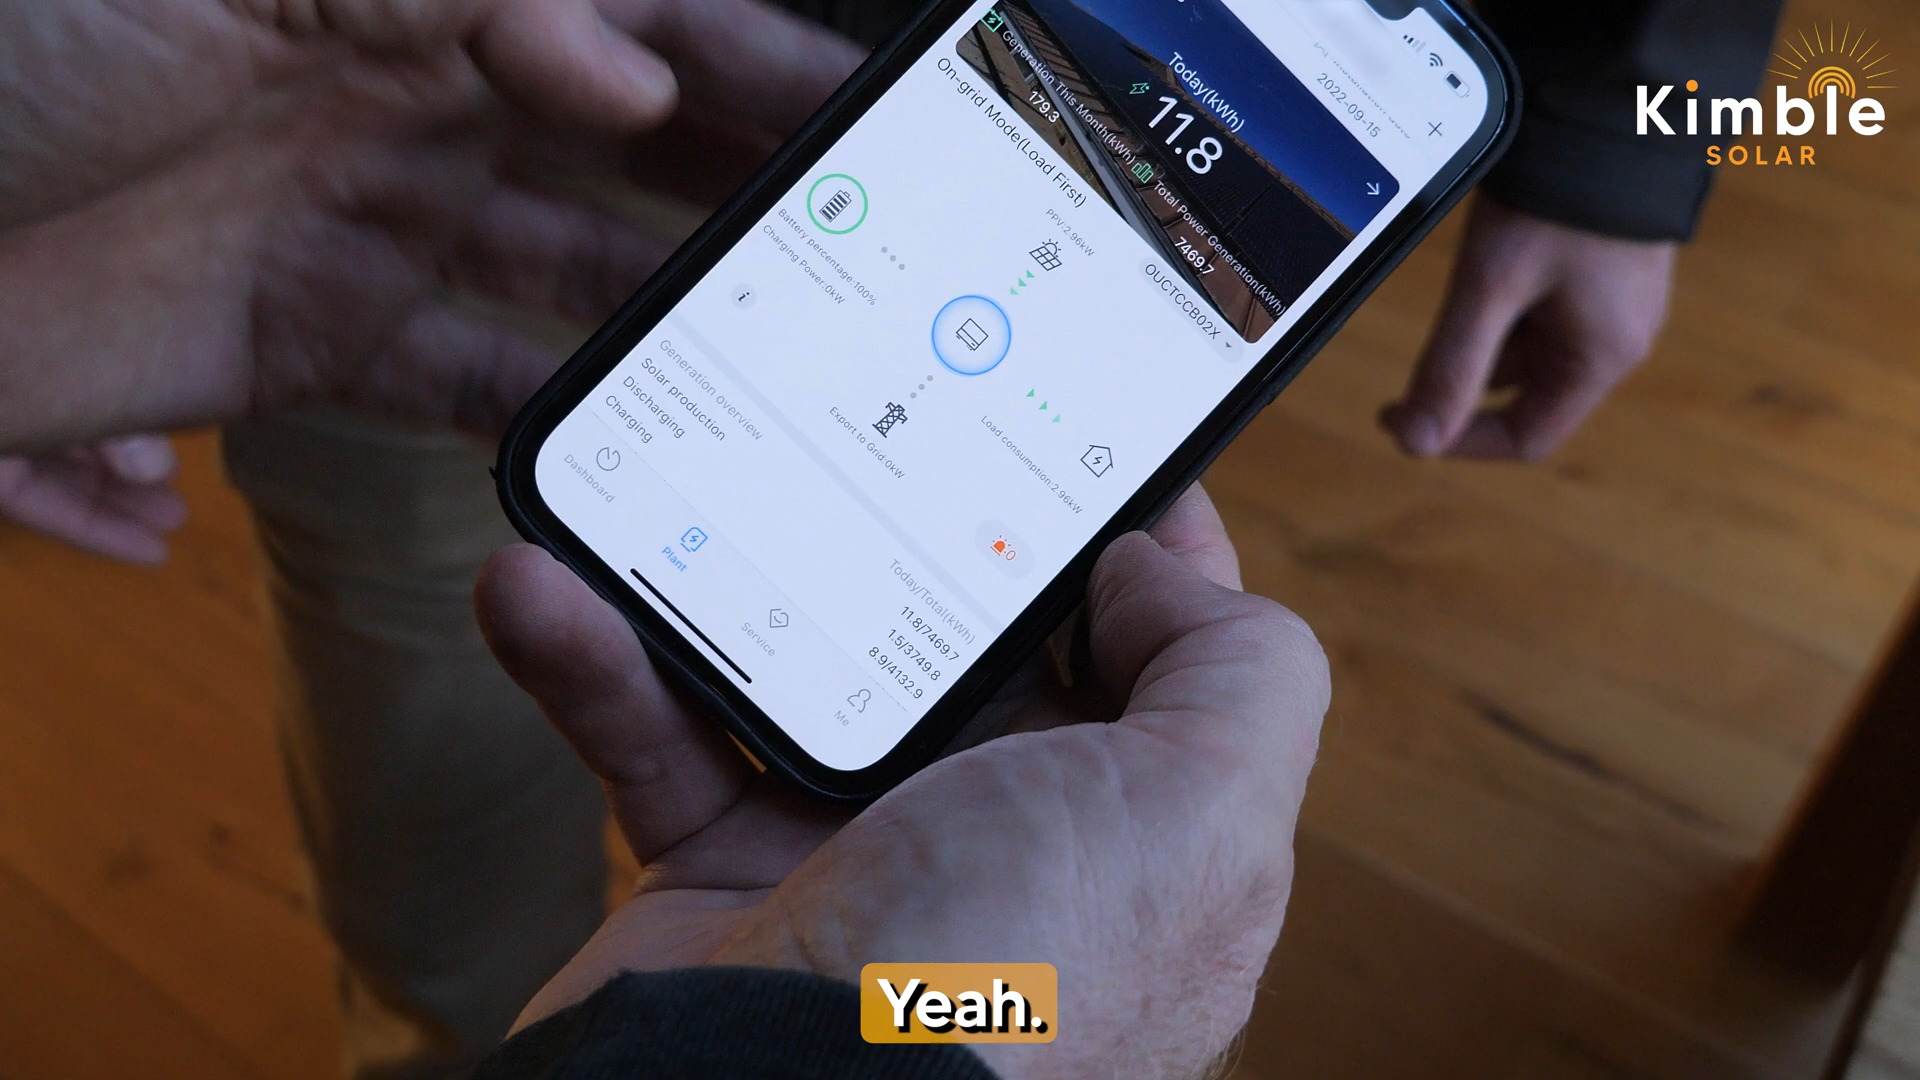 Kimble
SOLAR
2022-09-15
Today(kWh)
11.8
Generation This Month(kWh)
179.3
Total Power Generation(kWh)
7469.7
On-grid Mode(Load First)
OUCTCCB02X
PPV:2.96kW
Battery percentage:100%
Charging Power:0kW
Export to Grid:0kW
Load consumption:2.96kW
0
Generation overview
Today/Total(kWh)
Solar production
11.8/7469.7
Discharging
1.5/3749.8
Charging
8.9/4132.9
Dashboard
Plant
Service
Me
Yeah.